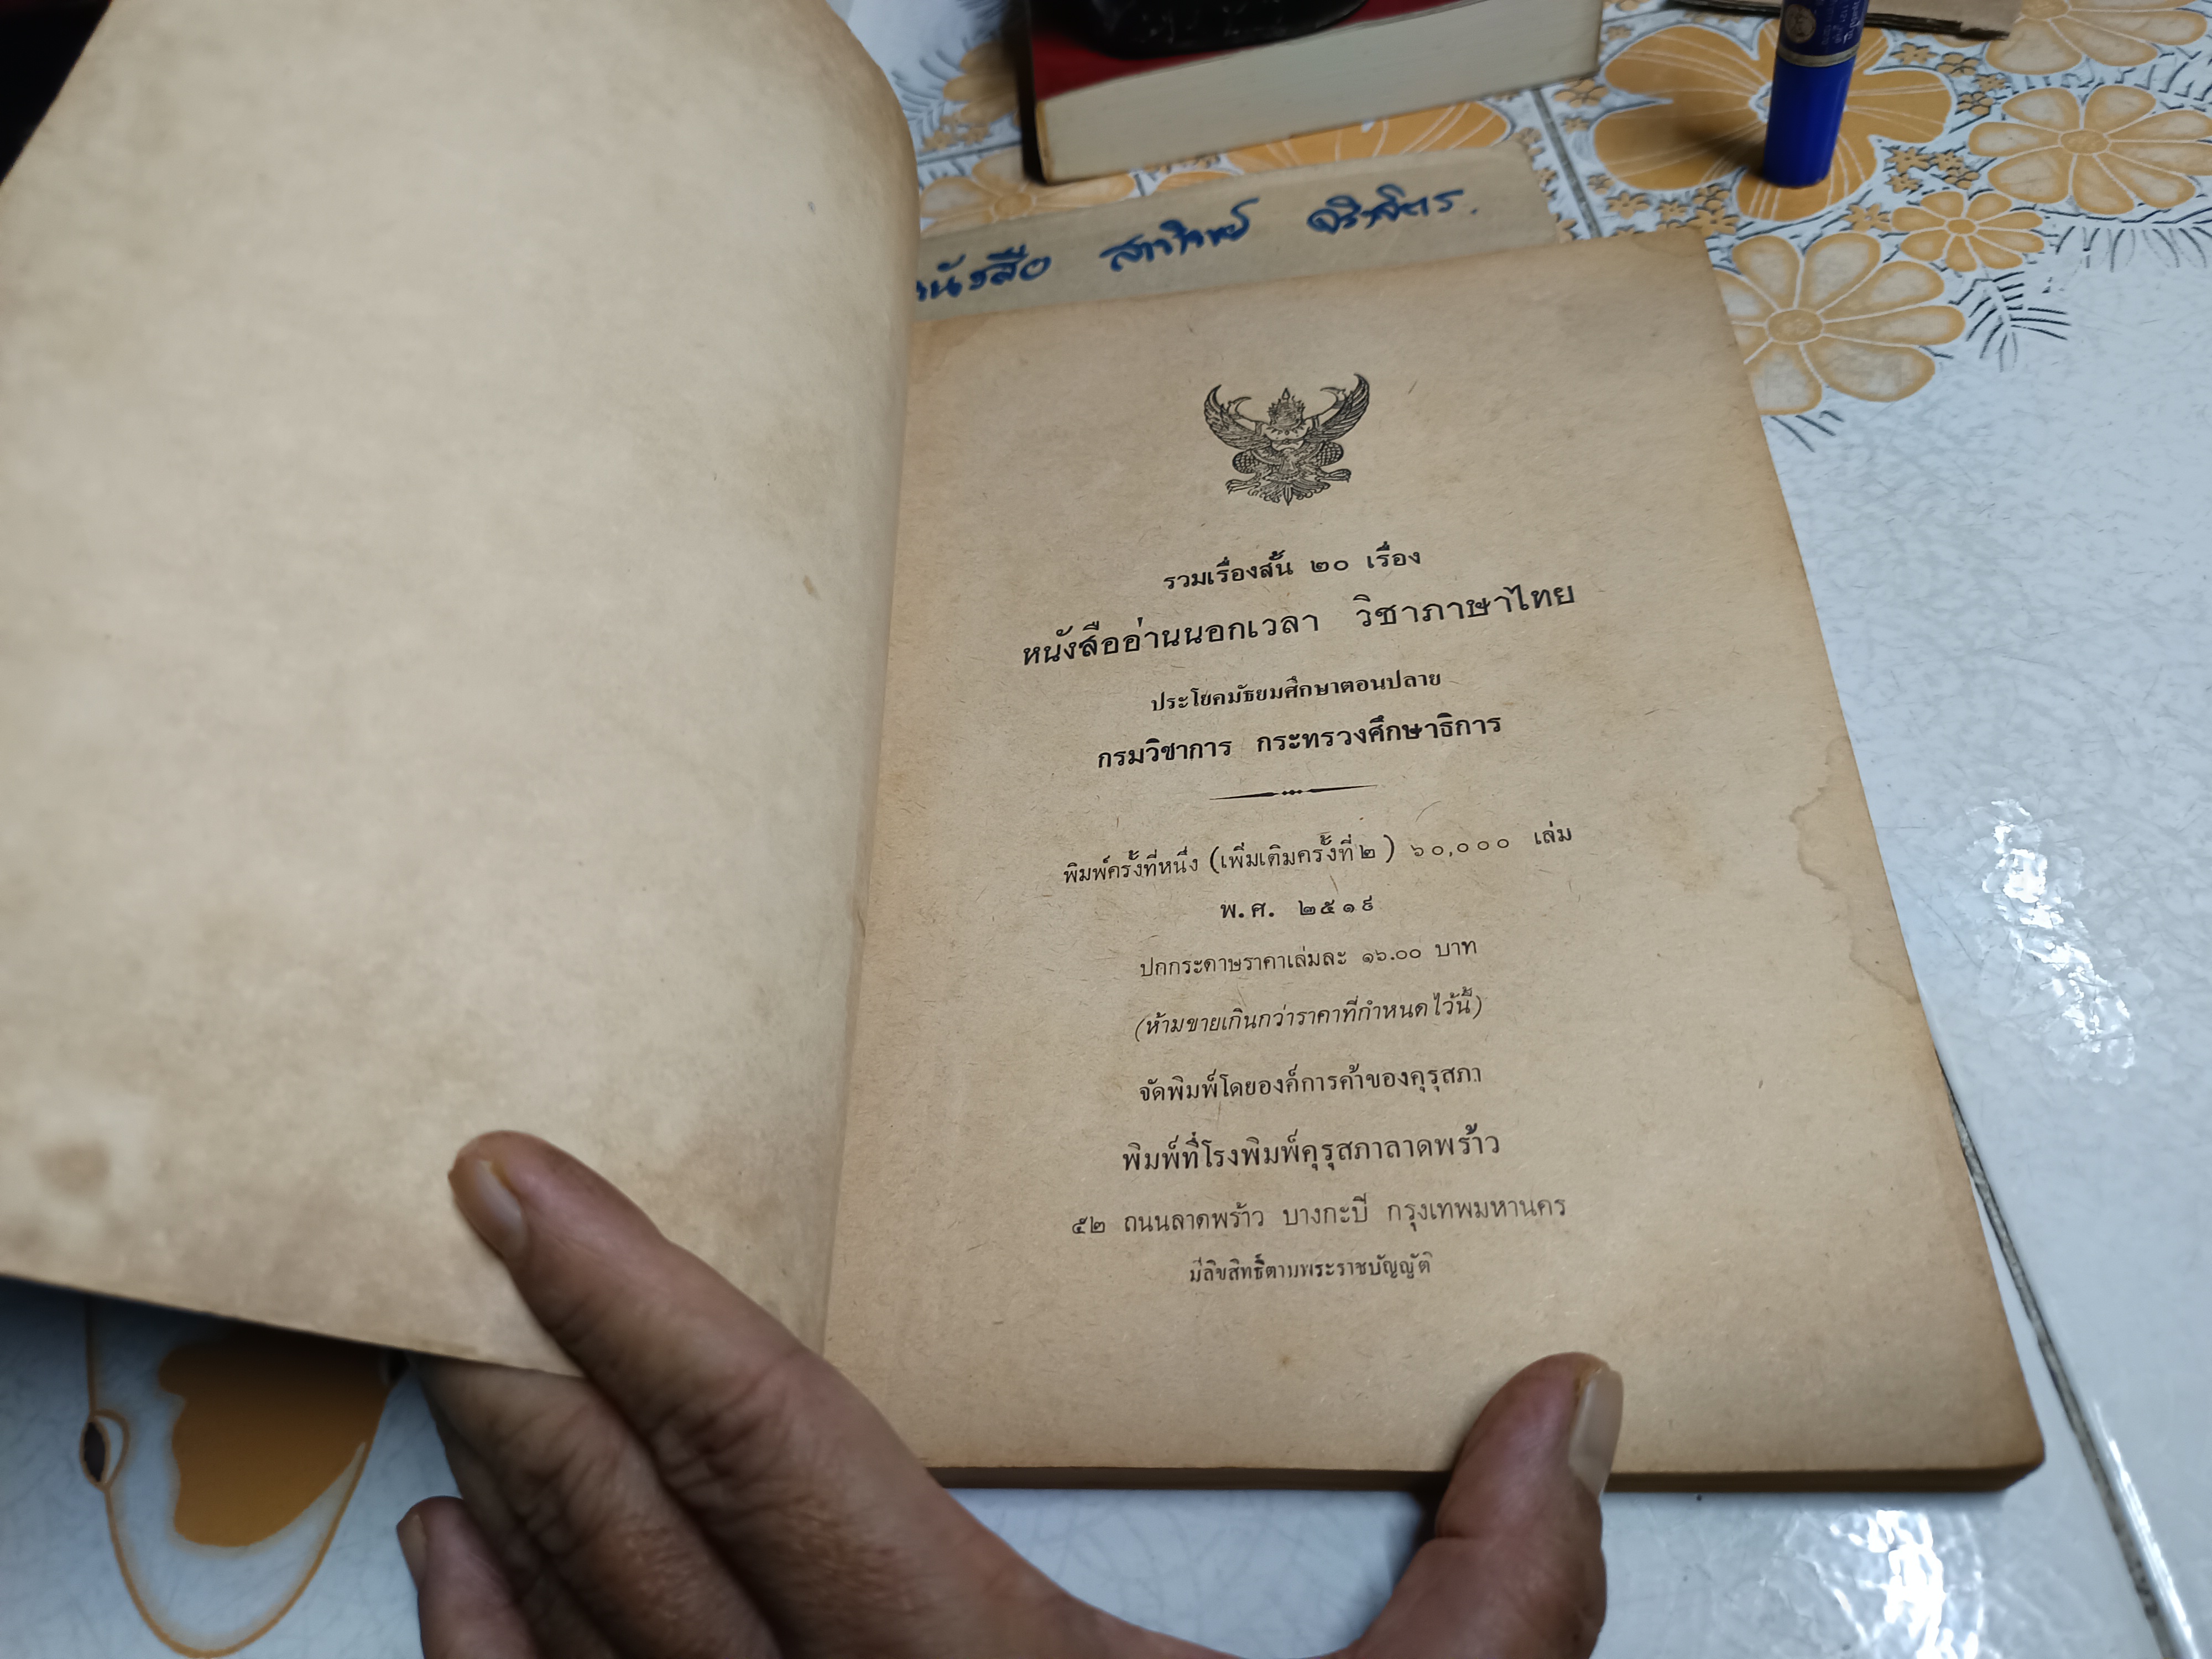 หนังสือ
รวมเรื่องสั้น ๒๐ เรื่อง
หนังสืออ่านนอกเวลา วิชาภาษาไทย
ประโยคมัธยมศึกษาตอนปลาย
กรมวิชาการ กระทรวงศึกษาธิการ
พิมพ์ครั้งที่หนึ่ง (เพิ่มเติมครั้งที่ ๒) ๖๐,๐๐๐ เล่ม
พ.ศ. ๒๕๑๙
ปกกระดาษราคาเล่มละ ๑๖.๐๐ บาท
(ห้ามขายเกินกว่าราคาที่กำหนดไว้นี้)
จัดพิมพ์โดยองค์การค้าของคุรุสภา
พิมพ์ที่โรงพิมพ์คุรุสภาลาดพร้าว
๕๒ ถนนลาดพร้าว บางกะปี กรุงเทพมหานคร
มีลิขสิทธิ์ตามพระราชบัญญัติ